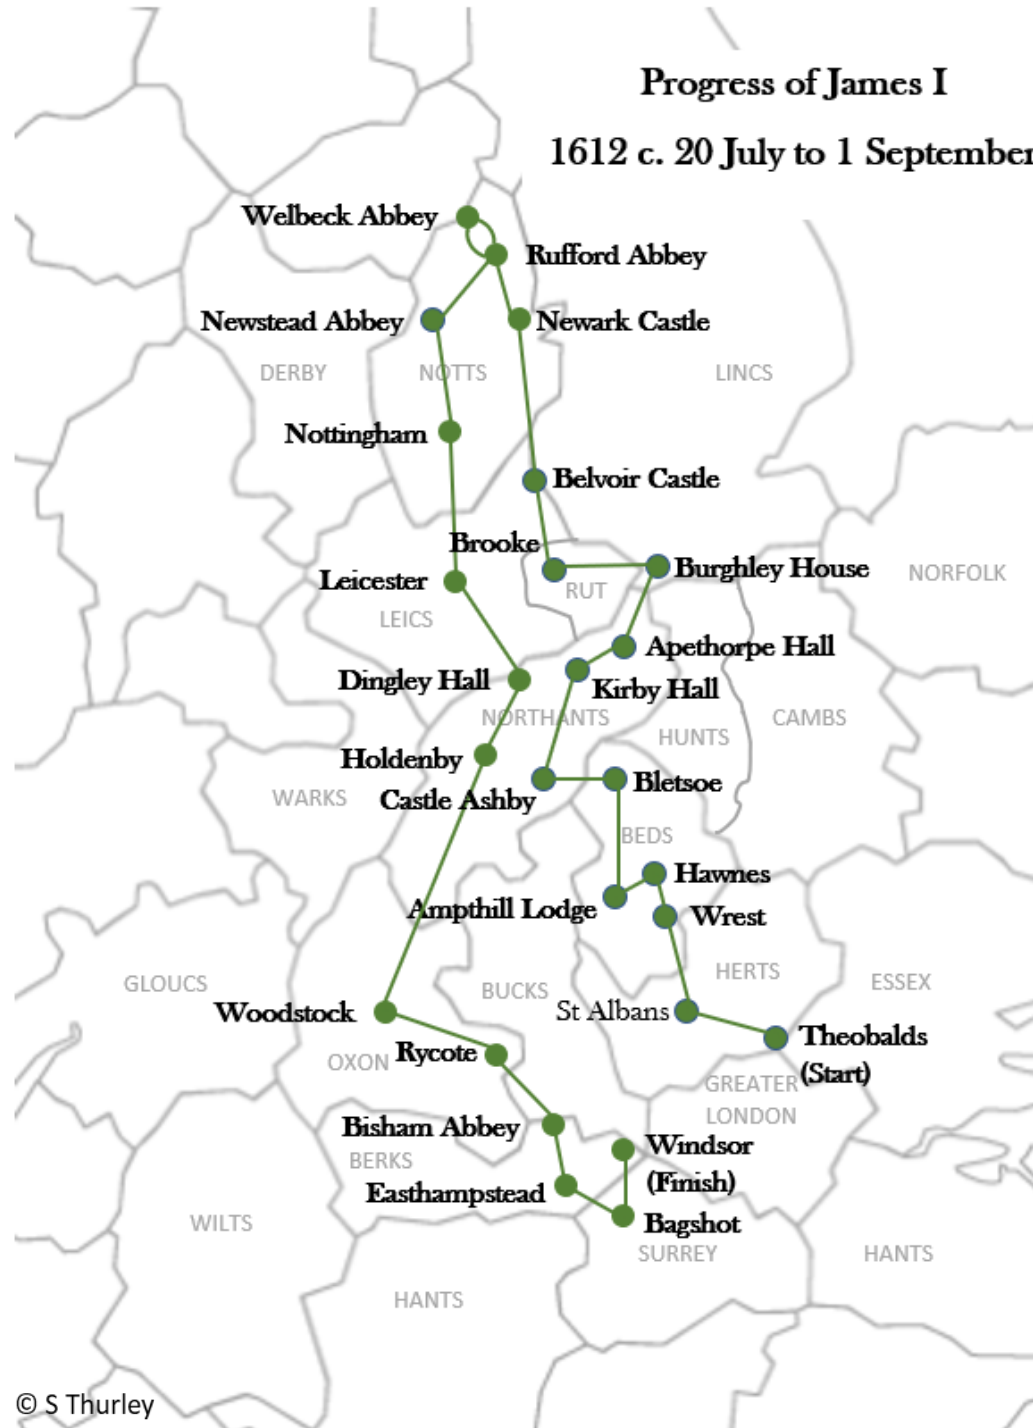 Progress of James I
1612 c. 20 July to 1 September
Welbeck Abbey
Rufford Abbey
Newstead Abbey
Newark Castle
DERBY
NOTTS
LINCS
Nottingham
Belvoir Castle
Brooke
Burghley House
Leicester
RUT
NORFOLK
LEICS
Apethorpe Hall
Dingley Hall
Kirby Hall
NORTHANTS
CAMBS
HUNTS
Holdenby
Bletsoe
WARKS
Castle Ashby
BEDS
Hawnes
Ampthill Lodge
Wrest
HERTS
GLOUCS
BUCKS
ESSEX
Woodstock
St Albans
Theobalds
(Start)
Rycote
OXON
GREATER
LONDON
Bisham Abbey
Windsor
(Finish)
BERKS
Easthampstead
Bagshot
WILTS
SURREY
HANTS
HANTS
© S Thurley